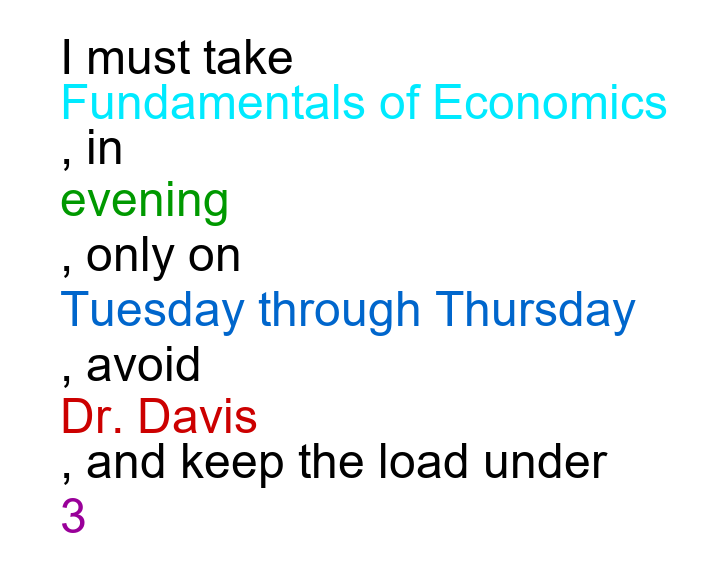 I must take
Fundamentals of Economics
, in
evening
, only on
Tuesday through Thursday
, avoid
Dr. Davis
, and keep the load under
3